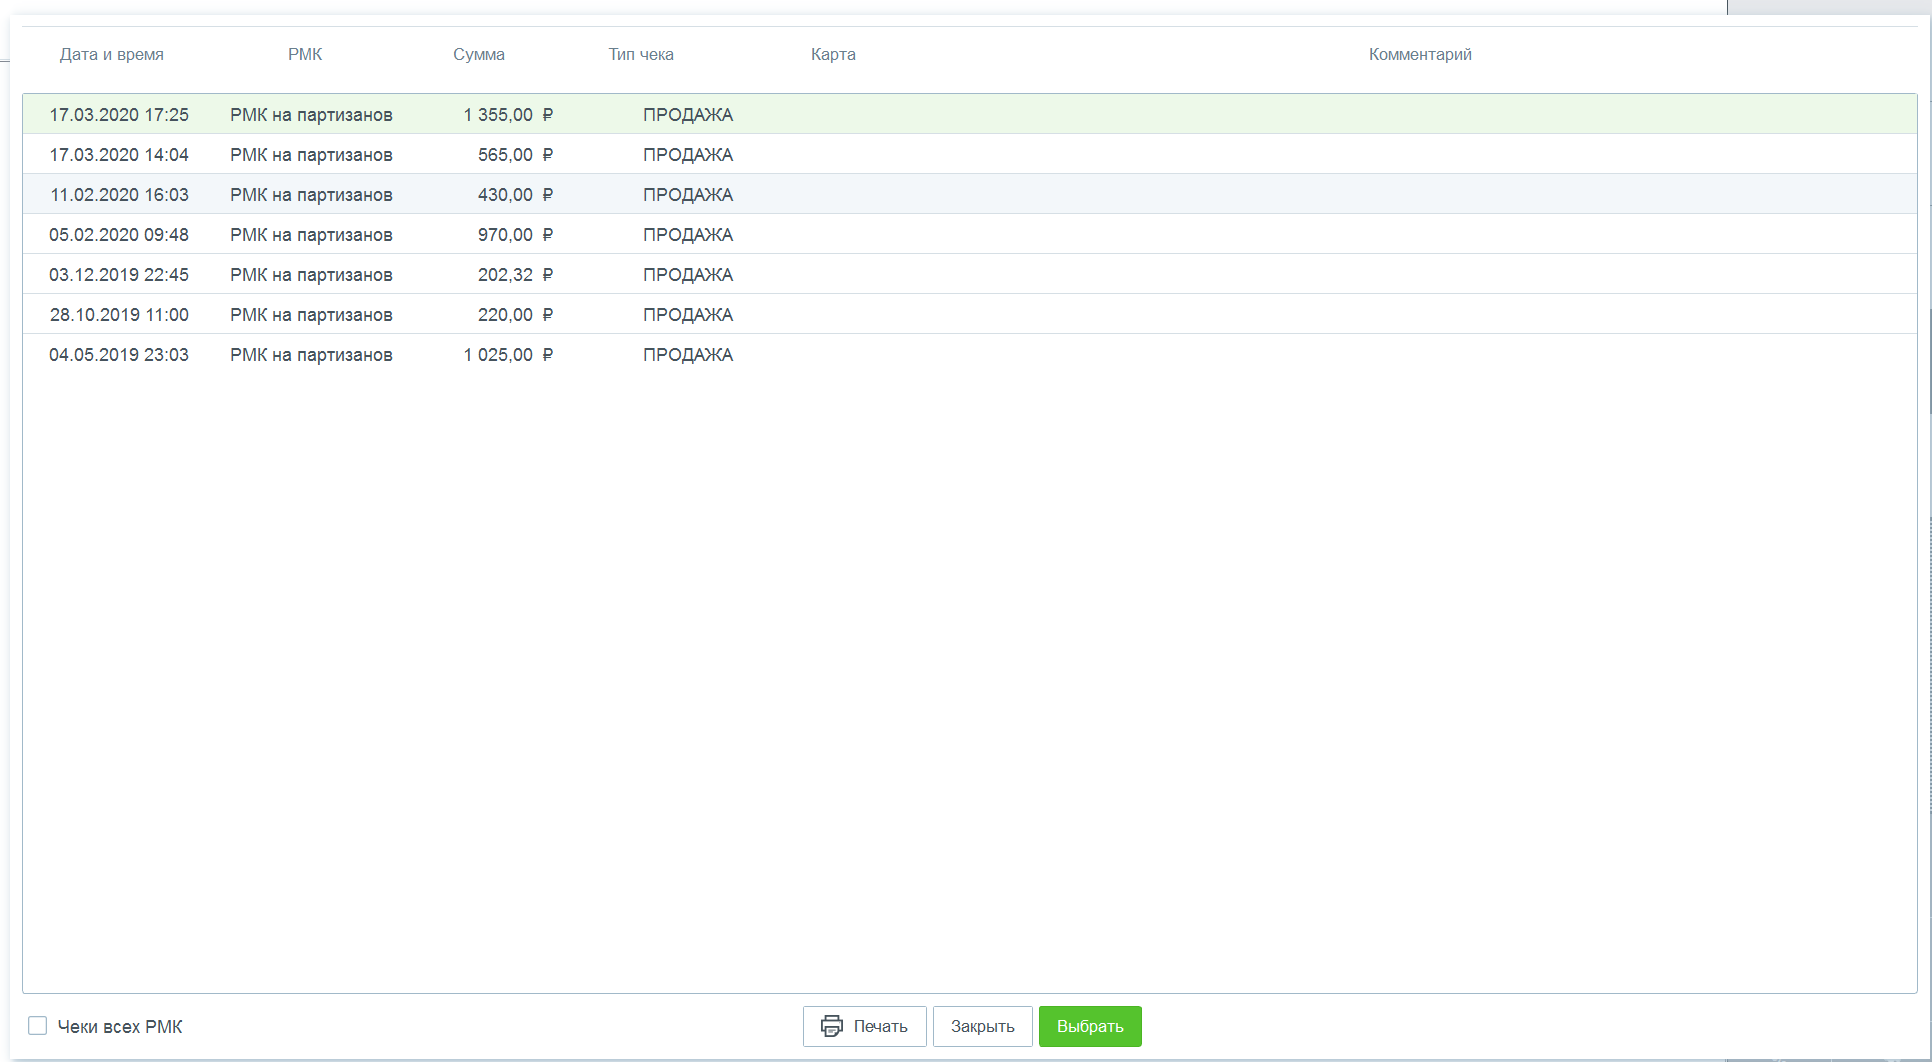 Дата и время РМК Сумма Тип чека Карта Комментарий
17.03.2020 17:25 РМК на партизанов 1 355,00 ₽ ПРОДАЖА
17.03.2020 14:04 РМК на партизанов 565,00 ₽ ПРОДАЖА
11.02.2020 16:03 РМК на партизанов 430,00 ₽ ПРОДАЖА
05.02.2020 09:48 РМК на партизанов 970,00 ₽ ПРОДАЖА
03.12.2019 22:45 РМК на партизанов 202,32 ₽ ПРОДАЖА
28.10.2019 11:00 РМК на партизанов 220,00 ₽ ПРОДАЖА
04.05.2019 23:03 РМК на партизанов 1 025,00 ₽ ПРОДАЖА
Чеки всех РМК Печать Закрыть Выбрать